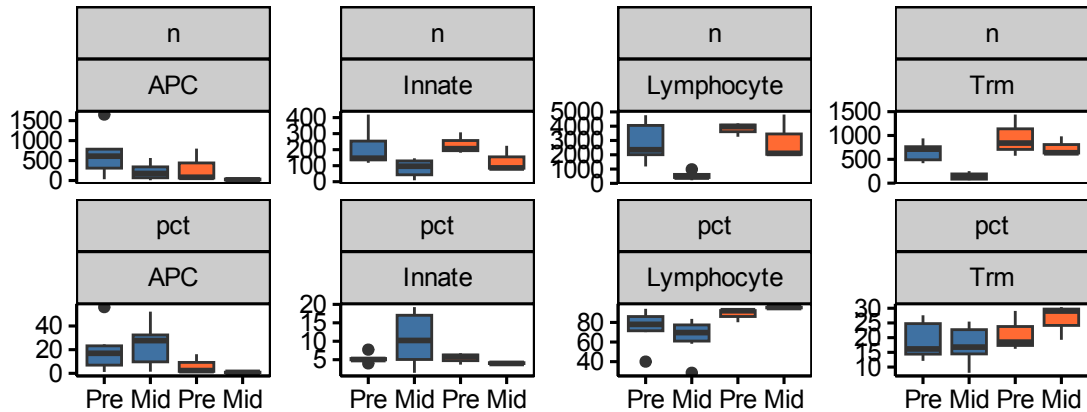 n n n n
APC Innate Lymphocyte Trm
1500 400 5000 1500
1000 300 4000 1000
500 200 3000 500
0 100 2000 0
0 1000
0
pct pct pct pct
APC Innate Lymphocyte Trm
40 20 80 30
20 15 60 25
0 10 40 20
5 15
10
Pre Mid Pre Mid Pre Mid Pre Mid Pre Mid Pre Mid Pre Mid Pre Mid